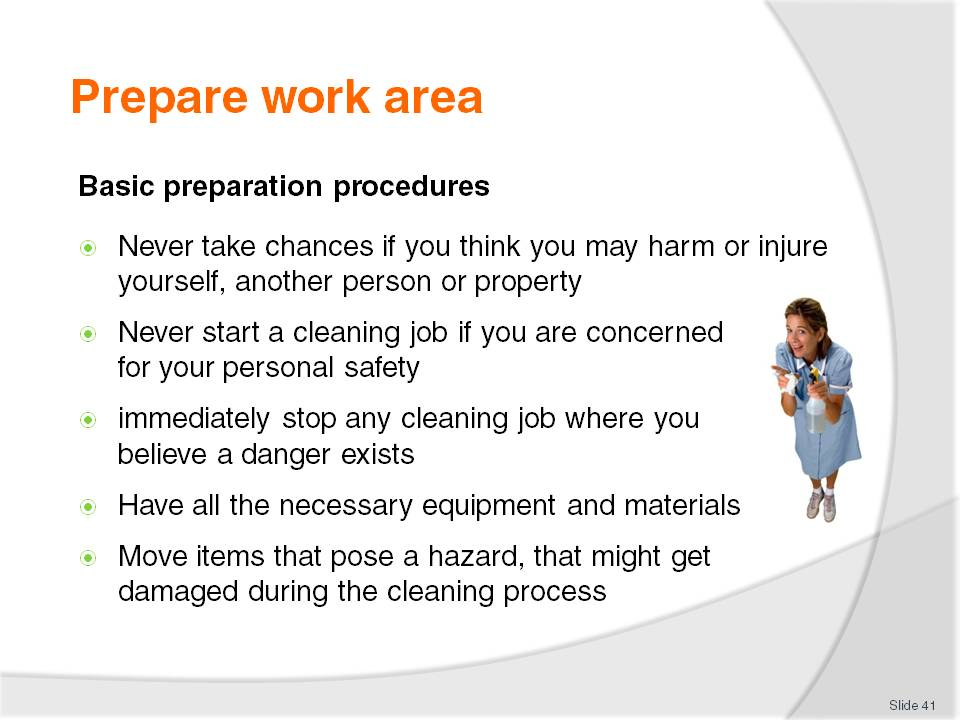 Prepare work area
Basic preparation procedures
Never take chances if you think you may harm or injure
yourself, another person or property
Never start a cleaning job if you are concerned
for your personal safety
immediately stop any cleaning job where you
believe a danger exists
Have all the necessary equipment and materials
Move items that pose a hazard, that might get
damaged during the cleaning process
Slide 41